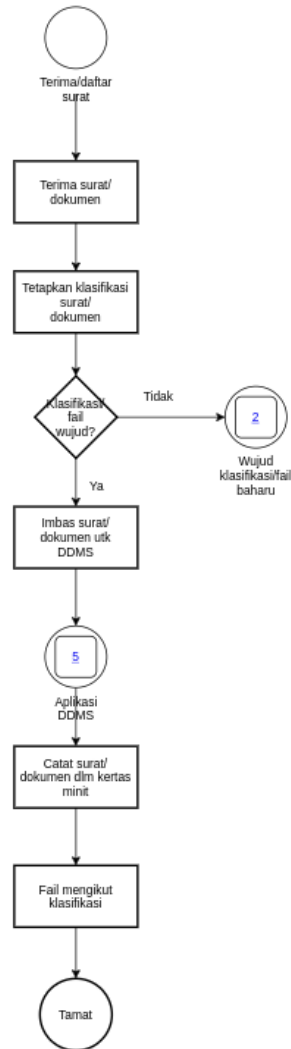 Terima/daftar
surat
Terima surat/
dokumen
Tetapkan klasifikasi
surat/
dokumen
Klasifikasi/
fail
wujud?
Tidak
2
Wujud
klasifikasi/fail
baharu
Ya
Imbas surat/
dokumen utk
DDMS
5
Aplikasi
DDMS
Catat surat/
dokumen dlm kertas
minit
Fail mengikut
klasifikasi
Tamat